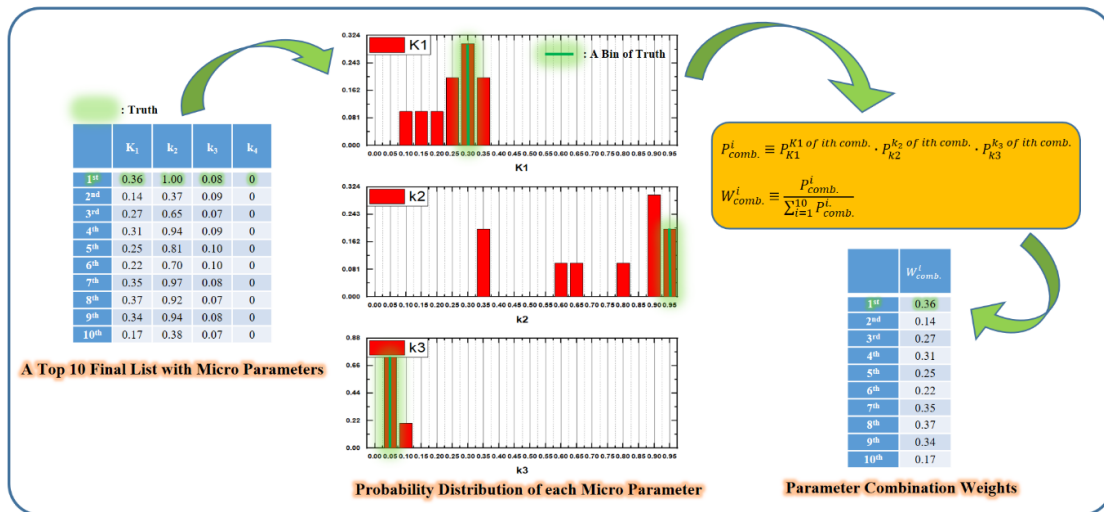 : Truth
K1 k2 k3 k4
1st 0.36 1.00 0.08 0
2nd 0.14 0.37 0.09 0
3rd 0.27 0.65 0.07 0
4th 0.31 0.94 0.09 0
5th 0.25 0.81 0.10 0
6th 0.22 0.70 0.10 0
7th 0.35 0.97 0.08 0
8th 0.37 0.92 0.07 0
9th 0.34 0.94 0.08 0
10th 0.17 0.38 0.07 0
A Top 10 Final List with Micro Parameters
K1
: A Bin of Truth
0.324
0.243
0.162
0.081
0.000
0.00 0.05 0.10 0.15 0.20 0.25 0.30 0.35 0.40 0.45 0.50 0.55 0.60 0.65 0.70 0.75 0.80 0.85 0.90 0.95
K1
k2
0.324
0.243
0.162
0.081
0.000
0.00 0.05 0.10 0.15 0.20 0.25 0.30 0.35 0.40 0.45 0.50 0.55 0.60 0.65 0.70 0.75 0.80 0.85 0.90 0.95
k2
k3
0.88
0.66
0.44
0.22
0.00
0.00 0.05 0.10 0.15 0.20 0.25 0.30 0.35 0.40 0.45 0.50 0.55 0.60 0.65 0.70 0.75 0.80 0.85 0.90 0.95
k3
Probability Distribution of each Micro Parameter
P^i_comb. ≡ P_K1^K1 of ith comb. · P_k2^k2 of ith comb. · P_k3^k3 of ith comb.
W^i_comb. ≡ P^i_comb. / ∑_i=1^10 P^i._comb.
W^i_comb.
1st 0.36
2nd 0.14
3rd 0.27
4th 0.31
5th 0.25
6th 0.22
7th 0.35
8th 0.37
9th 0.34
10th 0.17
Parameter Combination Weights